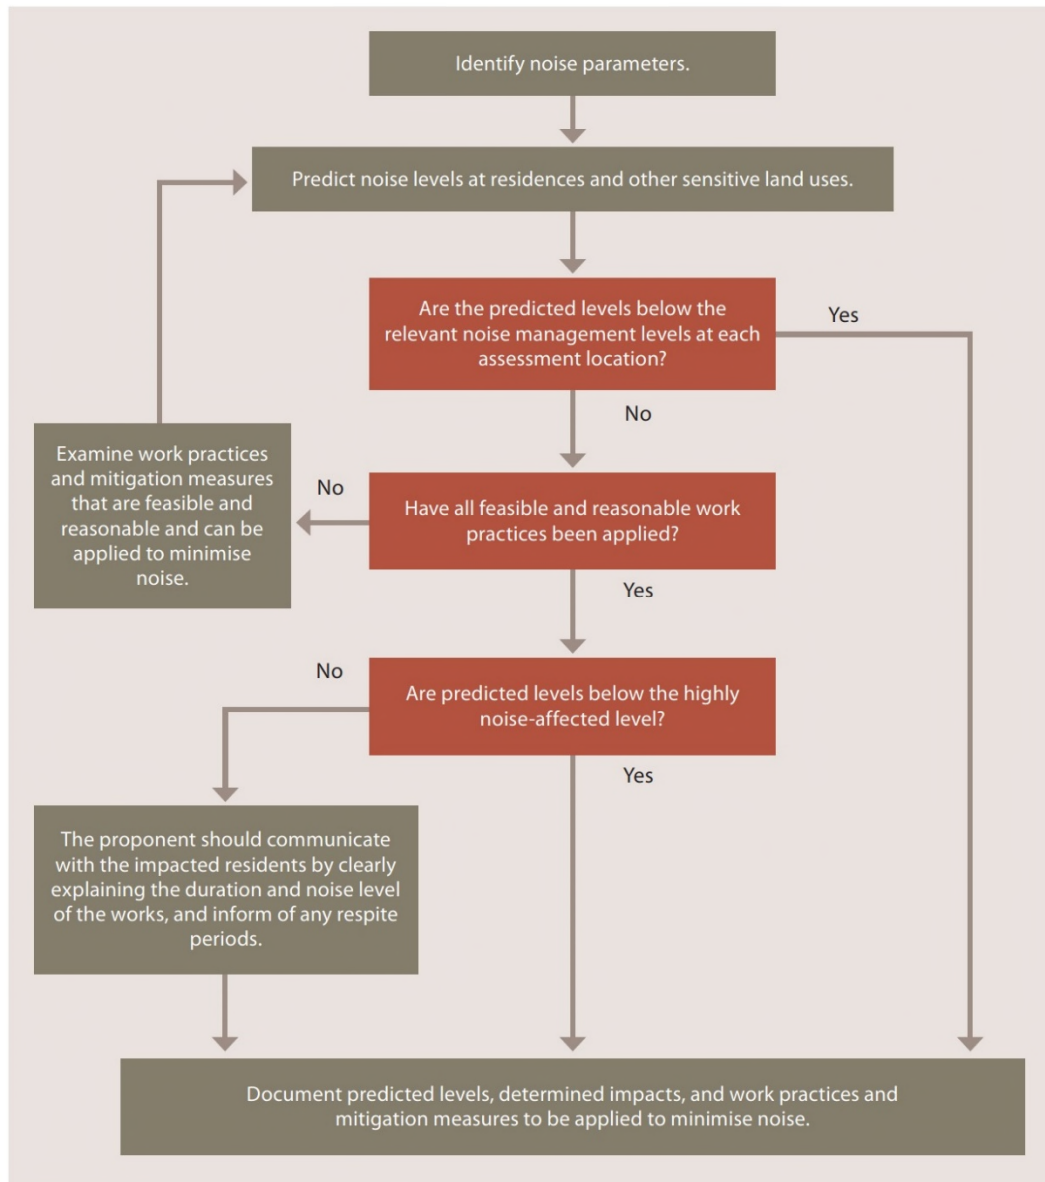 Identify noise parameters.
Predict noise levels at residences and other sensitive land uses.
Are the predicted levels below the
relevant noise management levels at each
assessment location?
Yes
No
Examine work practices
and mitigation measures
that are feasible and
reasonable and can be
applied to minimise
noise.
No
Have all feasible and reasonable work
practices been applied?
Yes
No
Are predicted levels below the highly
noise-affected level?
Yes
The proponent should communicate
with the impacted residents by clearly
explaining the duration and noise level
of the works, and inform of any respite
periods.
Document predicted levels, determined impacts, and work practices and
mitigation measures to be applied to minimise noise.